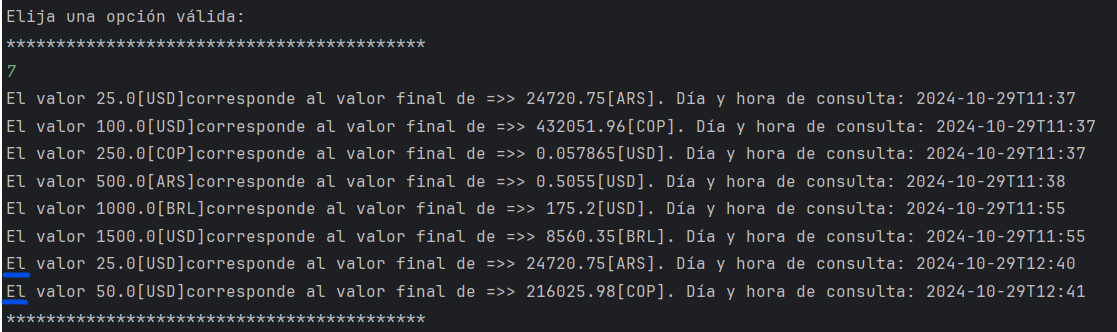 Elija una opción válida:
******************************************
7
El valor 25.0[USD]corresponde al valor final de =>> 24720.75[ARS]. Día y hora de consulta: 2024-10-29T11:37
El valor 100.0[USD]corresponde al valor final de =>> 432051.96[COP]. Día y hora de consulta: 2024-10-29T11:37
El valor 250.0[COP]corresponde al valor final de =>> 0.057865[USD]. Día y hora de consulta: 2024-10-29T11:37
El valor 500.0[ARS]corresponde al valor final de =>> 0.5055[USD]. Día y hora de consulta: 2024-10-29T11:38
El valor 1000.0[BRL]corresponde al valor final de =>> 175.2[USD]. Día y hora de consulta: 2024-10-29T11:55
El valor 1500.0[USD]corresponde al valor final de =>> 8560.35[BRL]. Día y hora de consulta: 2024-10-29T11:55
El valor 25.0[USD]corresponde al valor final de =>> 24720.75[ARS]. Día y hora de consulta: 2024-10-29T12:40
El valor 50.0[USD]corresponde al valor final de =>> 216025.98[COP]. Día y hora de consulta: 2024-10-29T12:41
******************************************